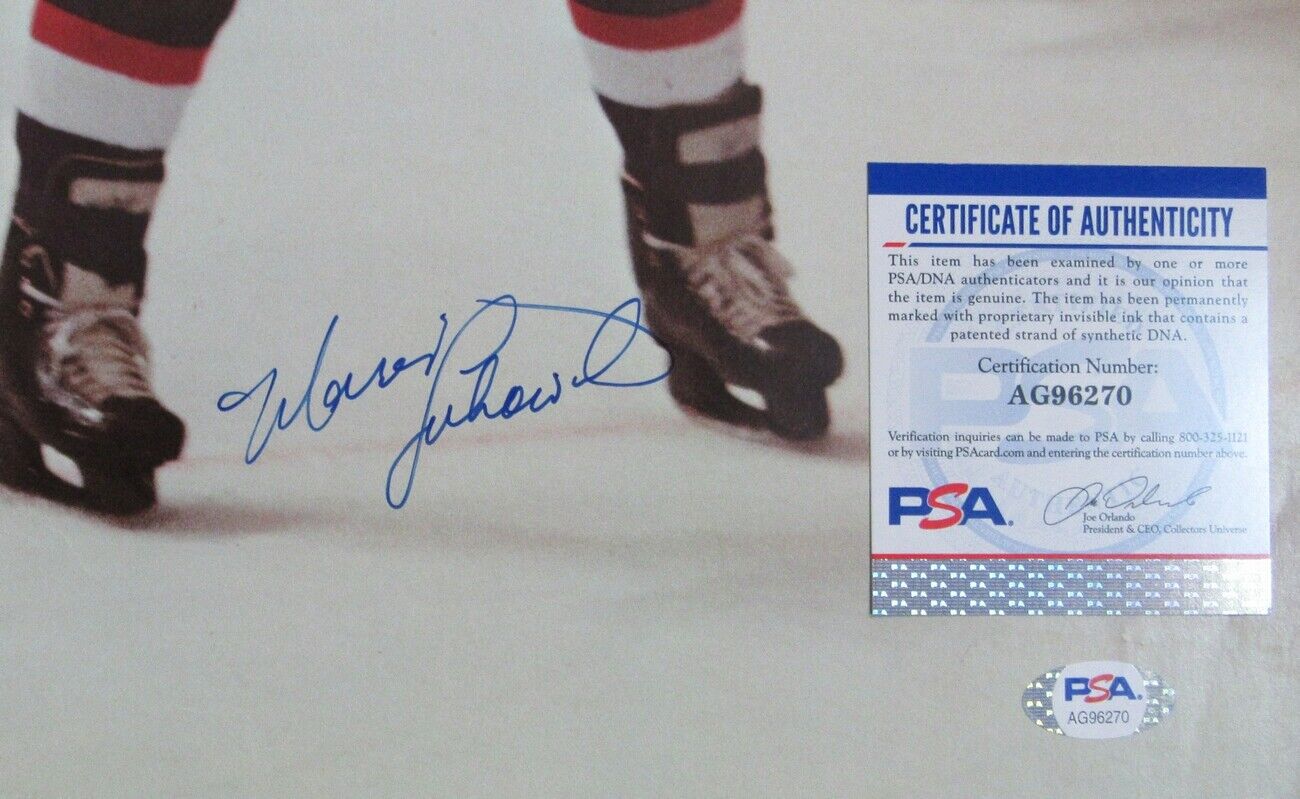 CERTIFICATE OF AUTHENTICITY
This item has been examined by one or more
PSA/DNA authenticators and it is our opinion that
the item is genuine. The item has been permanently
marked with proprietary invisible ink that contains a
patented strand of synthetic DNA.
Certification Number:
AG96270
Verification inquiries can be made to PSA by calling 800-325-1121
or by visiting PSAcard.com and entering the certification number above.
PSA.
Joe Orlando
President & CEO, Collectors Universe
PSA.
AG96270